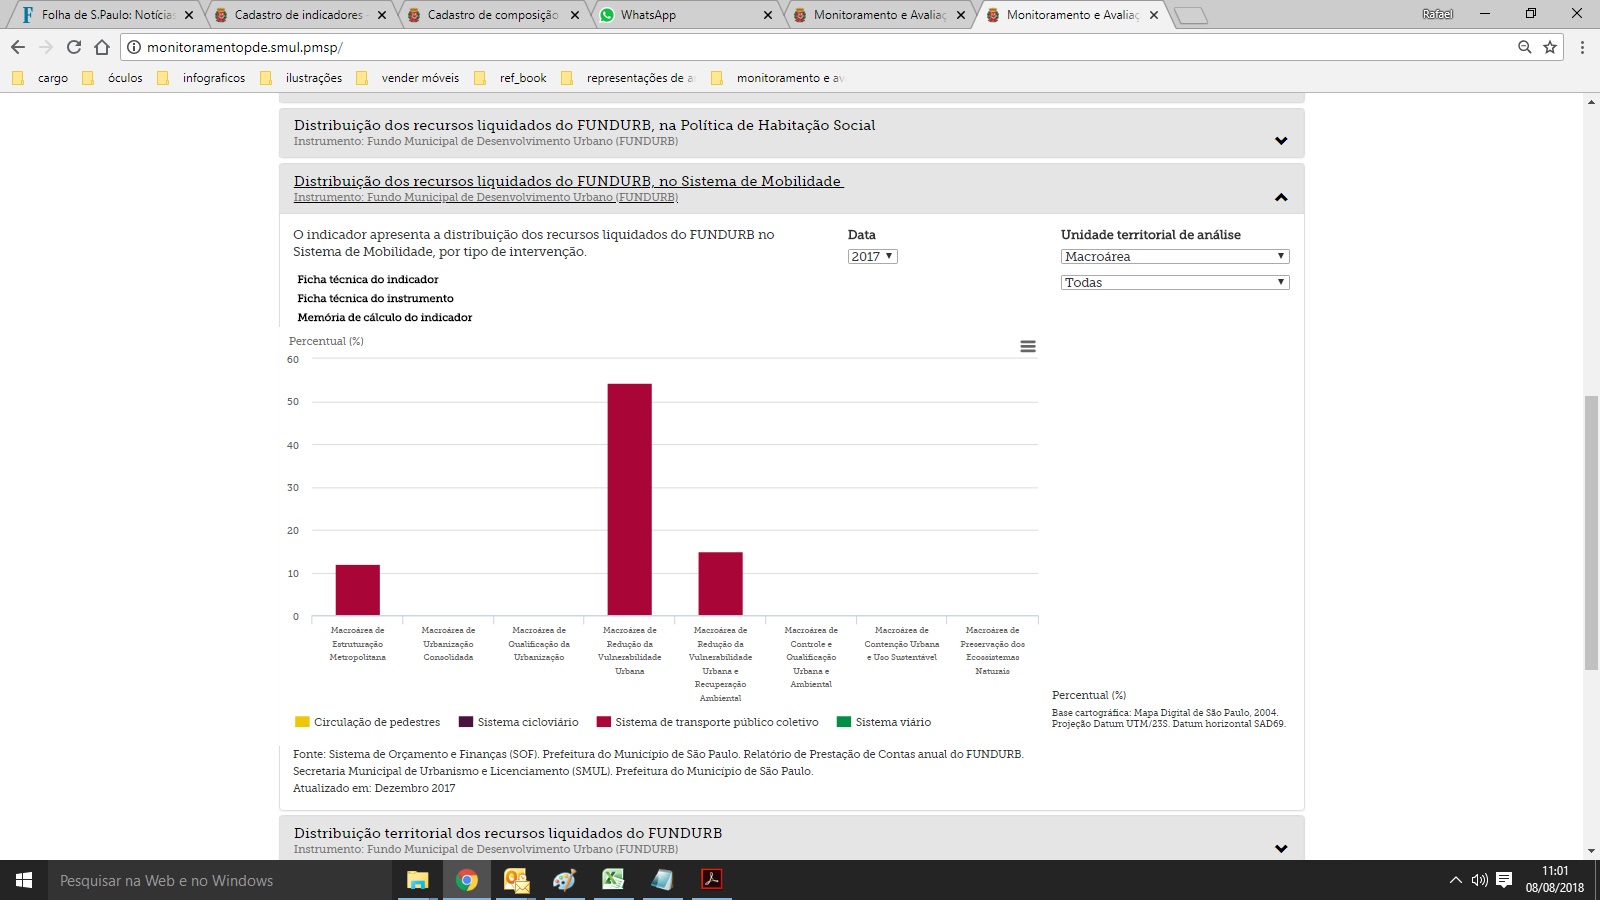 Folha de S.Paulo: Notícias
Cadastro de indicadores
Cadastro de composição
WhatsApp
Monitoramento e Avaliaç
Monitoramento e Avaliaç
Rafael
monitoramentopde.smul.pmsp/
cargo
óculos
infograficos
ilustrações
vender móveis
ref_book
representações de a
monitoramento e av
Distribuição dos recursos liquidados do FUNDURB, na Política de Habitação Social
Instrumento: Fundo Municipal de Desenvolvimento Urbano (FUNDURB)
Distribuição dos recursos liquidados do FUNDURB, no Sistema de Mobilidade
Instrumento: Fundo Municipal de Desenvolvimento Urbano (FUNDURB)
O indicador apresenta a distribuição dos recursos liquidados do FUNDURB no
Sistema de Mobilidade, por tipo de intervenção.
Data
2017
Unidade territorial de análise
Macroárea
Todas
Ficha técnica do indicador
Ficha técnica do instrumento
Memória de cálculo do indicador
Percentual (%)
60
50
40
30
20
10
0
Macroárea de
Estruturação
Metropolitana
Macroárea de
Urbanização
Consolidada
Macroárea de
Qualificação da
Urbanização
Macroárea de
Redução da
Vulnerabilidade
Urbana
Macroárea de
Redução da
Vulnerabilidade
Urbana e
Recuperação
Ambiental
Macroárea de
Controle e
Qualificação
Urbana e
Ambiental
Macroárea de
Contenção Urbana
e Uso Sustentável
Macroárea de
Preservação dos
Ecossistemas
Naturais
Circulação de pedestres
Sistema cicloviário
Sistema de transporte público coletivo
Sistema viário
Percentual (%)
Base cartográfica: Mapa Digital de São Paulo, 2004.
Projeção Datum UTM/23S. Datum horizontal SAD69.
Fonte: Sistema de Orçamento e Finanças (SOF). Prefeitura do Município de São Paulo. Relatório de Prestação de Contas anual do FUNDURB.
Secretaria Municipal de Urbanismo e Licenciamento (SMUL). Prefeitura do Município de São Paulo.
Atualizado em: Dezembro 2017
Distribuição territorial dos recursos liquidados do FUNDURB
Instrumento: Fundo Municipal de Desenvolvimento Urbano (FUNDURB)
Pesquisar na Web e no Windows
11:01
08/08/2018